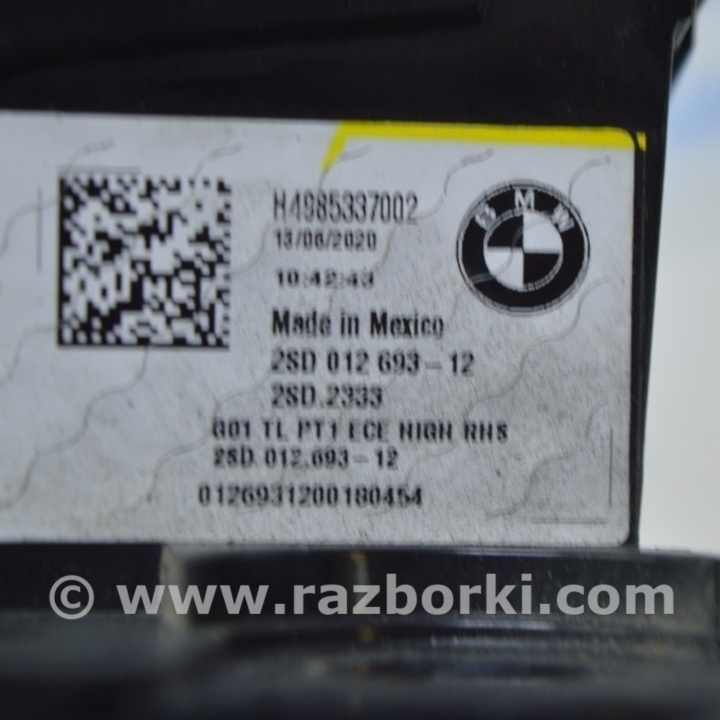 H4985337002
13/06/2020
10:42:43
BMW
Made in Mexico
2SD 012 693-12
2SD.2333
G01 TL PT1 ECE HIGH RHS
2SD.012.693-12
0126931200180454
© www.razborki.com